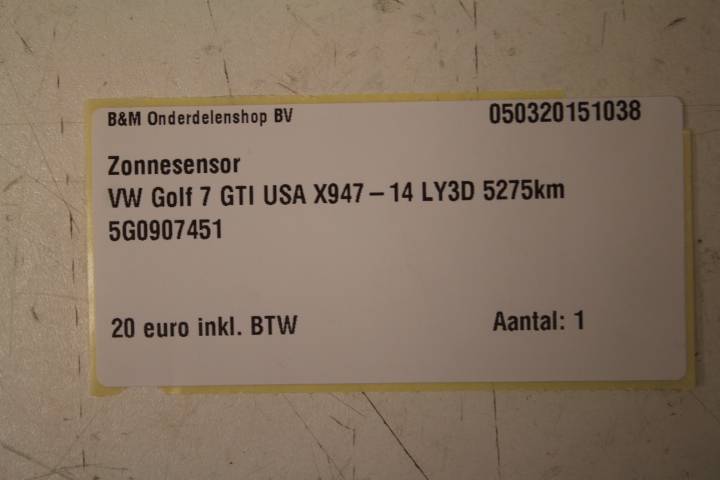 B&M Onderdelenshop BV 050320151038
Zonnesensor
VW Golf 7 GTI USA X947-14 LY3D 5275km
5G0907451
20 euro inkl. BTW Aantal: 1